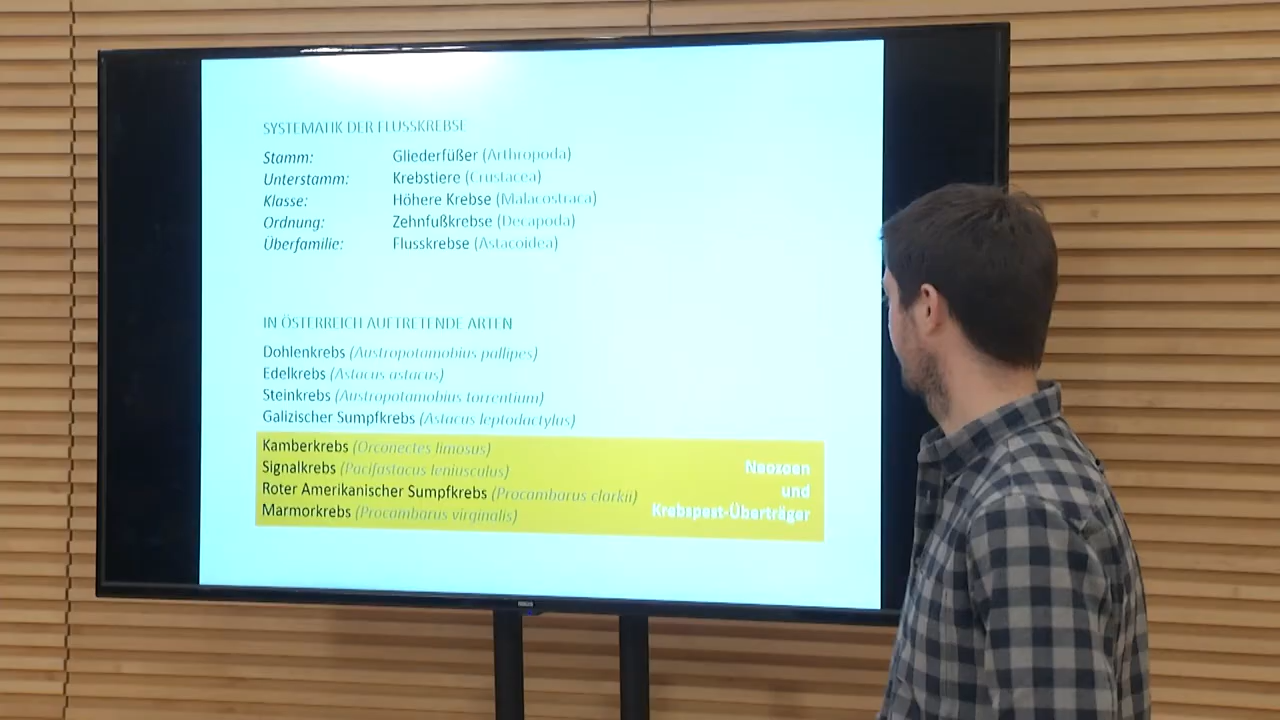 SYSTEMATIK DER FLUSSKREBSE
Stamm: Gliederfüßer (Arthropoda)
Unterstamm: Krebstiere (Crustacea)
Klasse: Höhere Krebse (Malacostraca)
Ordnung: Zehnfußkrebse (Decapoda)
Überfamilie: Flusskrebse (Astacoidea)
IN ÖSTERREICH AUFTRETENDE ARTEN
Dohlenkrebs (Austropotamobius pallipes)
Edelkrebs (Astacus astacus)
Steinkrebs (Austropotamobius torrentium)
Galizischer Sumpfkrebs (Astacus leptodactylus)
Kamberkrebs (Orconectes limosus)
Signalkrebs (Pacifastacus leniusculus)
Roter Amerikanischer Sumpfkrebs (Procambarus clarkii)
Marmorkrebs (Procambarus virginalis)
Neozoen
und
Krebspest-Überträger